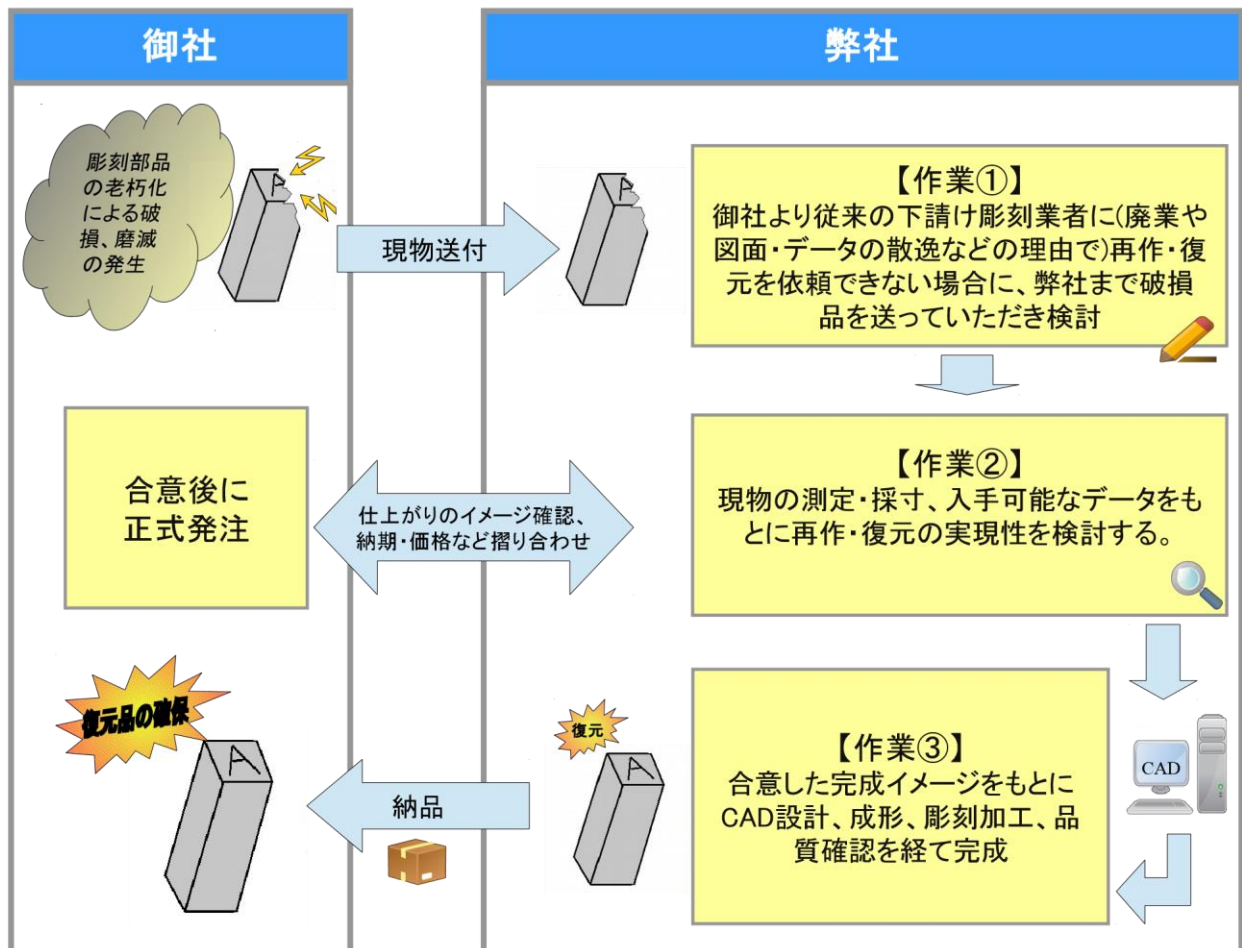 御社
弊社
彫刻部品
の老朽化
による破
損、磨滅
の発生
A
現物送付
A
【作業①】
御社より従来の下請け彫刻業者に(廃業や
図面・データの散逸などの理由で)再作・復
元を依頼できない場合に、弊社まで破損
品を送っていただき検討
合意後に
正式発注
仕上がりのイメージ確認、
納期・価格など摺り合わせ
【作業②】
現物の測定・採寸、入手可能なデータをも
とに再作・復元の実現性を検討する。
復元品の確保
A
納品
復元
A
【作業③】
合意した完成イメージをもとに
CAD設計、成形、彫刻加工、品
質確認を経て完成
CAD